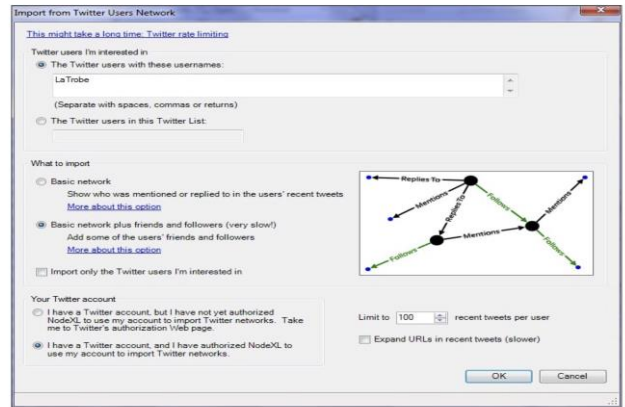 Import from Twitter Users Network
This might take a long time: Twitter rate limiting
Twitter users I'm interested in
The Twitter users with these usernames:
LaTrobe
(Separate with spaces, commas or returns)
The Twitter users in this Twitter List:
What to import
Basic network
Show who was mentioned or replied to in the users' recent tweets
More about this option
Basic network plus friends and followers (very slow!)
Add some of the users' friends and followers
More about this option
Import only the Twitter users I'm interested in
Replies To
Mentions
Replies To
Follows
Mentions
Mentions
Follows
Follows
Your Twitter account
I have a Twitter account, but I have not yet authorized
NodeXL to use my account to import Twitter networks. Take
me to Twitter's authorization Web page.
I have a Twitter account, and I have authorized NodeXL to
use my account to import Twitter networks.
Limit to 100 recent tweets per user
Expand URLs in recent tweets (slower)
OK Cancel